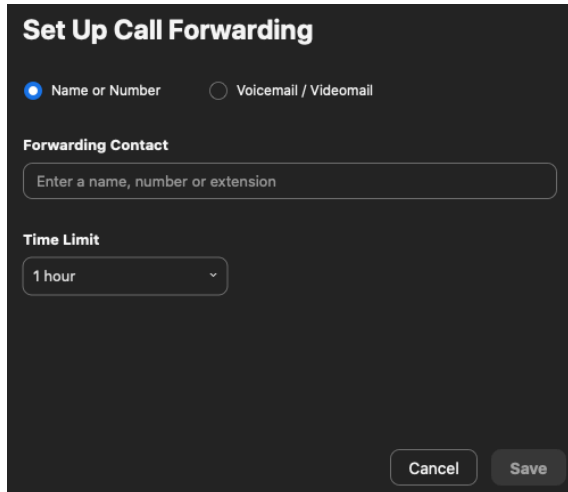 Set Up Call Forwarding
Name or Number Voicemail / Videomail
Forwarding Contact
Enter a name, number or extension
Time Limit
1 hour
Cancel Save